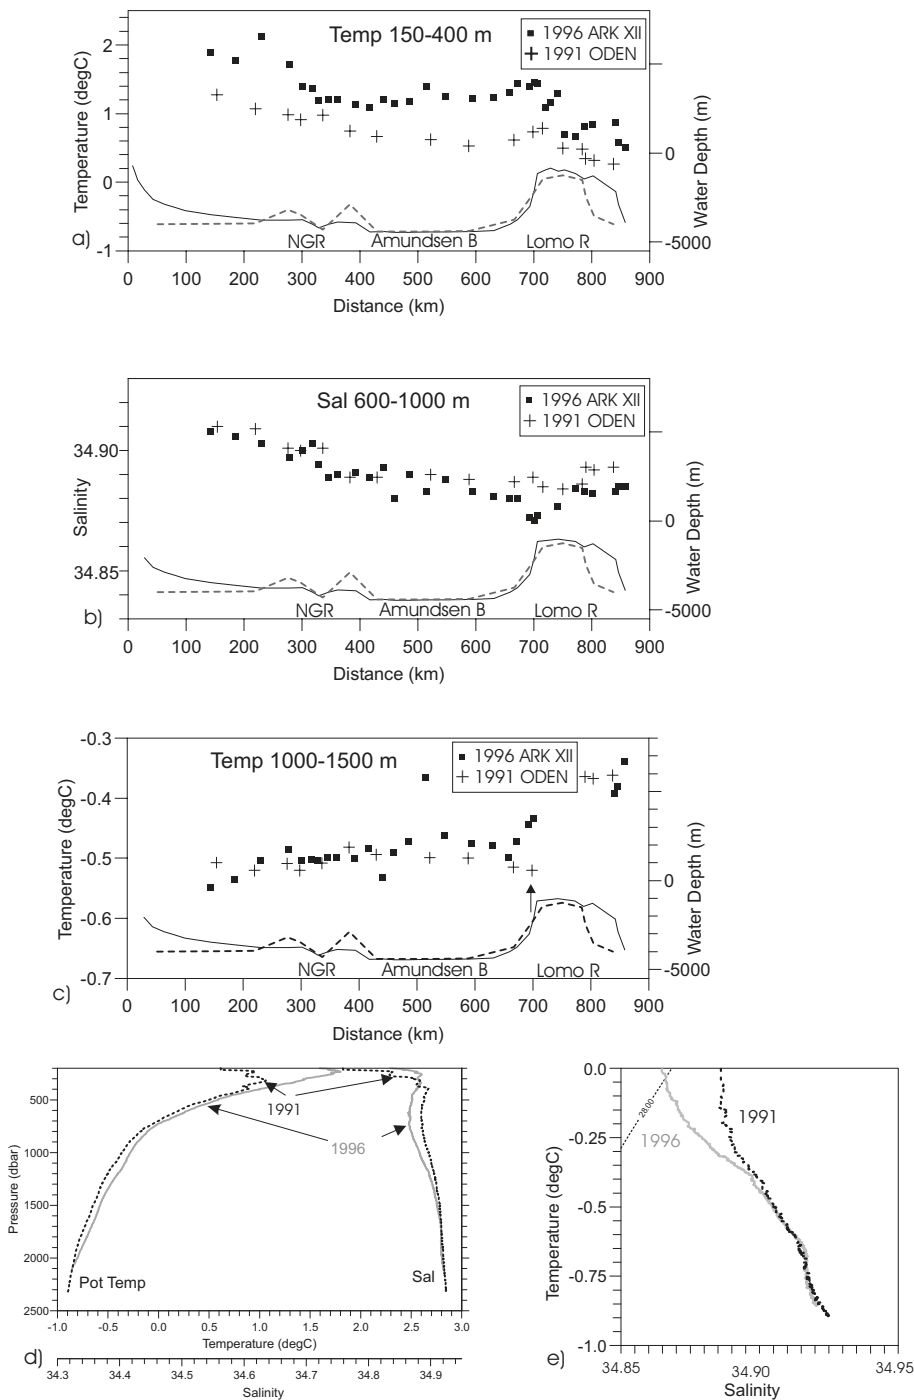 Temp 150-400 m
1996 ARK XII
1991 ODEN
2
1
0
-1
Temperature (degC)
0
-5000
Water Depth (m)
a)
NGR
Amundsen B
Lomo R
0 100 200 300 400 500 600 700 800 900
Distance (km)
Sal 600-1000 m
1996 ARK XII
1991 ODEN
34.90
34.85
Salinity
0
-5000
Water Depth (m)
b)
NGR
Amundsen B
Lomo R
0 100 200 300 400 500 600 700 800 900
Distance (km)
Temp 1000-1500 m
1996 ARK XII
1991 ODEN
-0.3
-0.4
-0.5
-0.6
-0.7
Temperature (degC)
0
-5000
Water Depth (m)
c)
NGR
Amundsen B
Lomo R
0 100 200 300 400 500 600 700 800 900
Distance (km)
500
1000
1500
2000
2500
Pressure (dbar)
1991
1996
Pot Temp
Sal
-1.0 -0.5 0.0 0.5 1.0 1.5 2.0 2.5 3.0
Temperature (degC)
d)
34.3 34.4 34.5 34.6 34.7 34.8 34.9
Salinity
0.0
-0.25
-0.5
-0.75
-1.0
Temperature (degC)
28.00
1991
1996
e)
34.85 34.90 34.95
Salinity